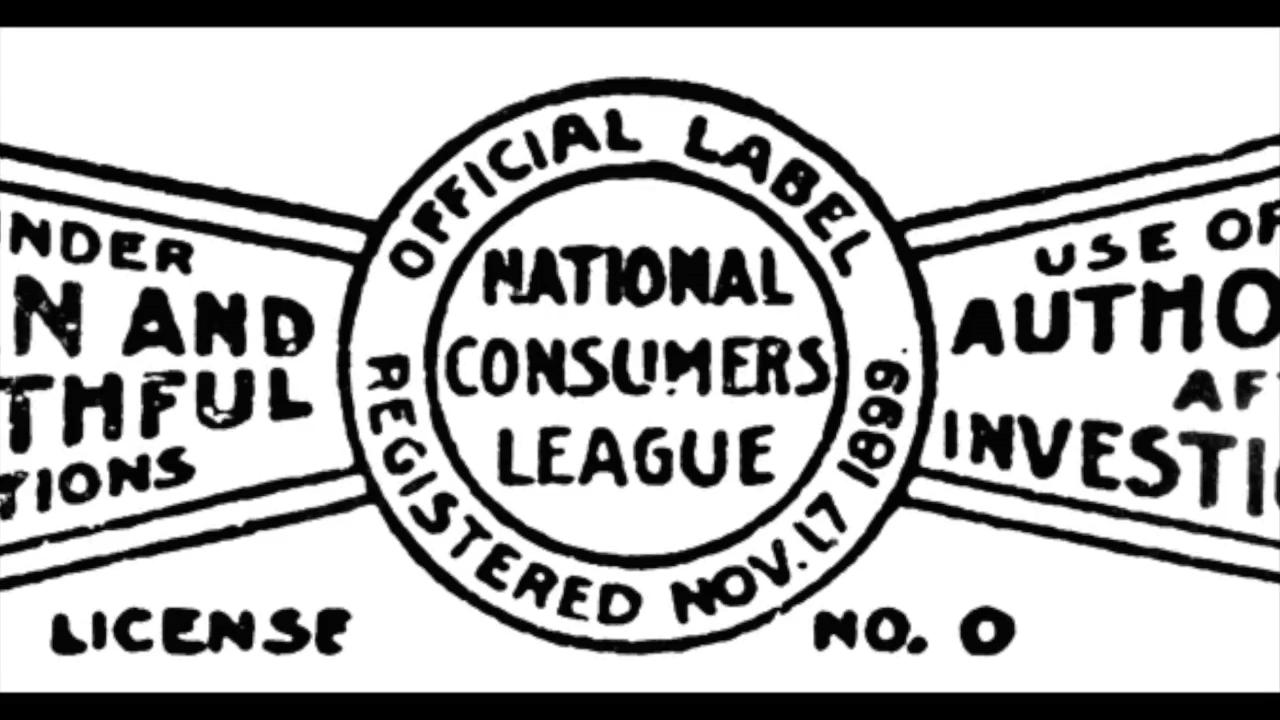 NDER
N AND
THFUL
TIONS
OFFICIAL LABEL
NATIONAL
CONSUMERS
LEAGUE
REGISTERED NOV. 17 1899
USE OF
AUTHO
AF
INVESTI
LICENSE NO. 0